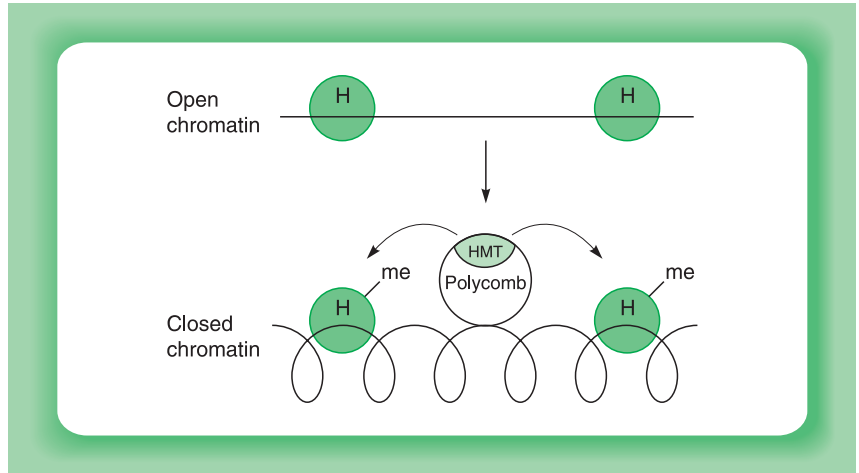 Open
chromatin
H
H
HMT
Polycomb
me
me
H
H
Closed
chromatin